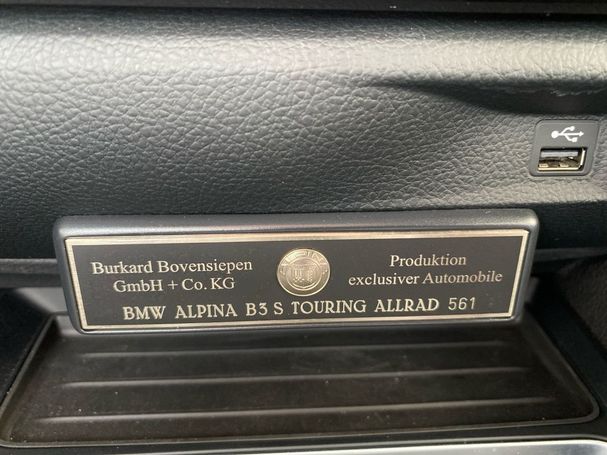 Burkard Bovensiepen
GmbH + Co. KG
Produktion
exclusiver Automobile
BMW ALPINA B3 S TOURING ALLRAD 561